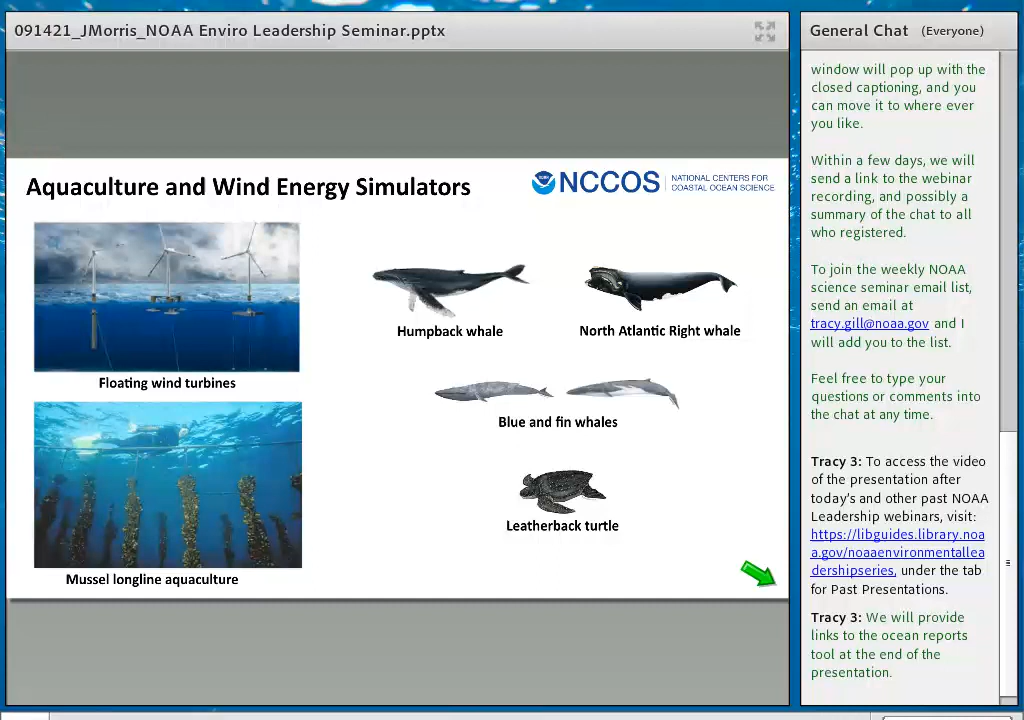 091421_JMorris_NOAA Enviro Leadership Seminar.pptx
Aquaculture and Wind Energy Simulators
NCCOS
NATIONAL CENTERS FOR
COASTAL OCEAN SCIENCE
Floating wind turbines
Mussel longline aquaculture
Humpback whale
North Atlantic Right whale
Blue and fin whales
Leatherback turtle
General Chat (Everyone)
window will pop up with the
closed captioning, and you
can move it to where ever
you like.
Within a few days, we will
send a link to the webinar
recording, and possibly a
summary of the chat to all
who registered.
To join the weekly NOAA
science seminar email list,
send an email at
tracy.gill@noaa.gov and I
will add you to the list.
Feel free to type your
questions or comments into
the chat at any time.
Tracy 3: To access the video
of the presentation after
today's and other past NOAA
Leadership webinars, visit:
https://libguides.library.noa
a.gov/noaaenvironmentallea
dershipseries, under the tab
for Past Presentations.
Tracy 3: We will provide
links to the ocean reports
tool at the end of the
presentation.